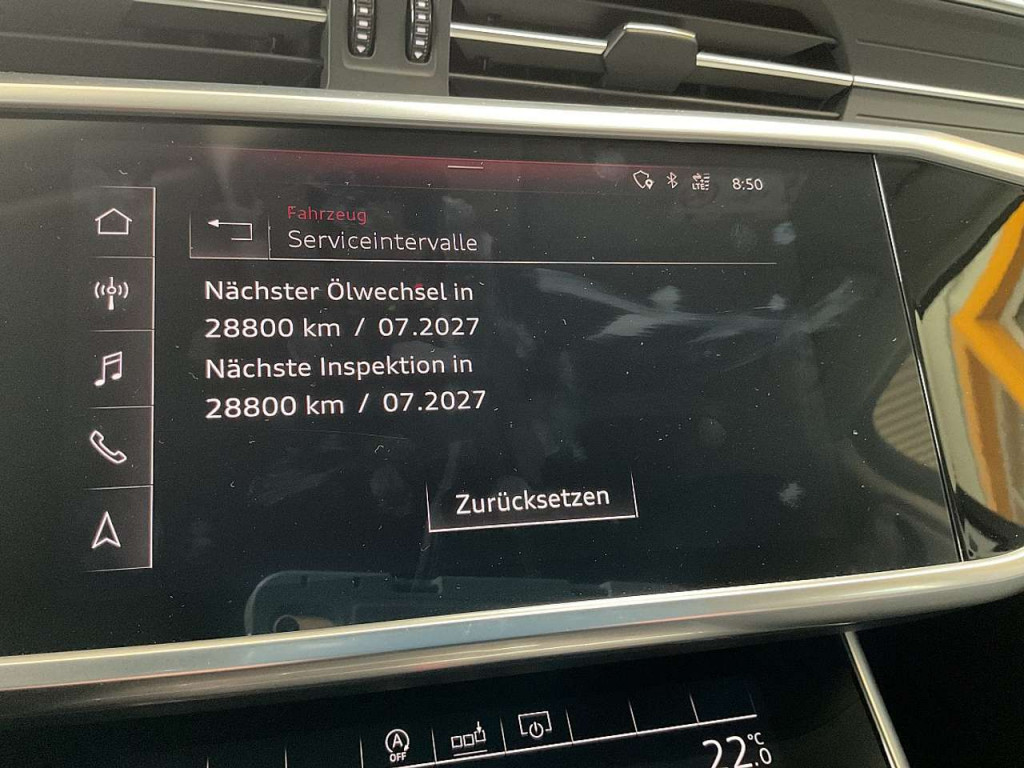 LTE
8:50
Fahrzeug
Serviceintervalle
Nächster Ölwechsel in
28800 km / 07.2027
Nächste Inspektion in
28800 km / 07.2027
Zurücksetzen
A
OFF
22.0 °C